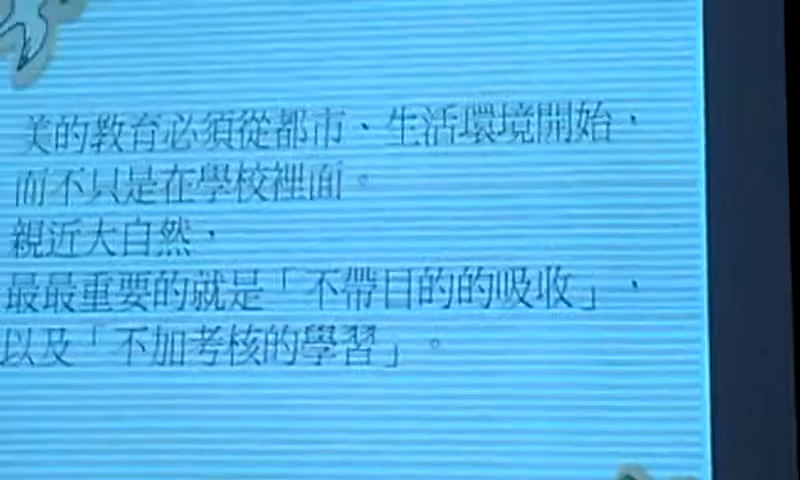 美的教育必須從都市、生活環境開始，
而不只是在學校裡面。
親近大自然，
最最重要的就是「不帶目的的吸收」，
以及「不加考核的學習」。